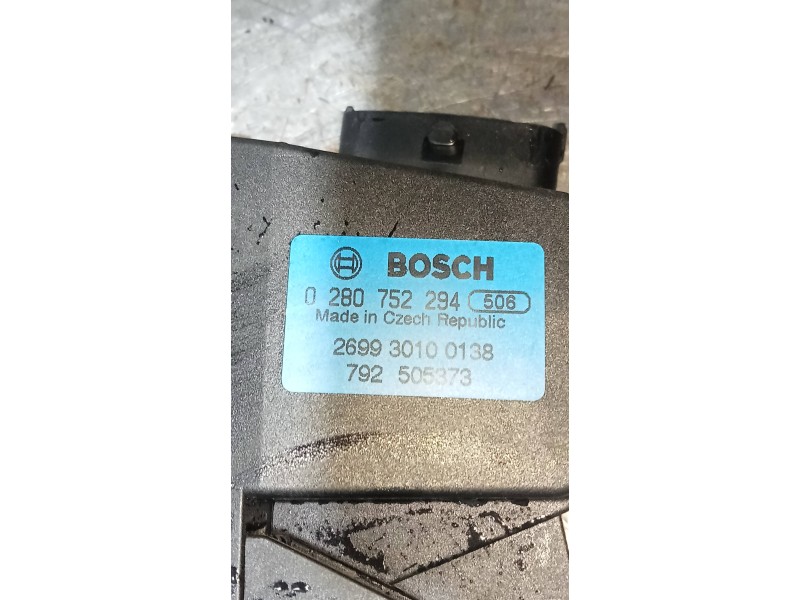 BOSCH
0 280 752 294 506
Made in Czech Republic
2699 3010 0138
792 505373